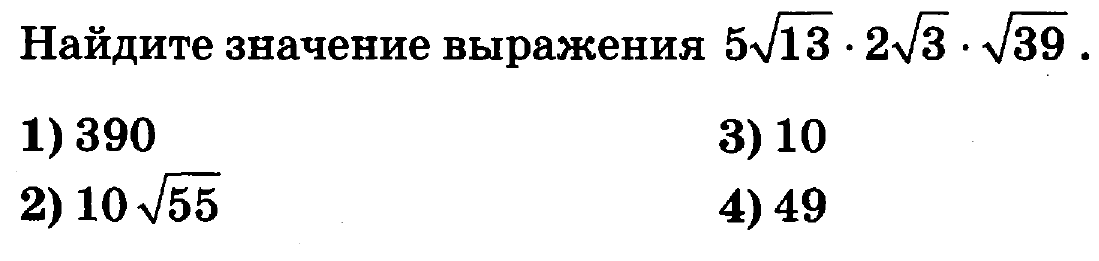 Найдите значение выражения 5√13 · 2√3 · √39 .
1) 390
3) 10
2) 10√55
4) 49